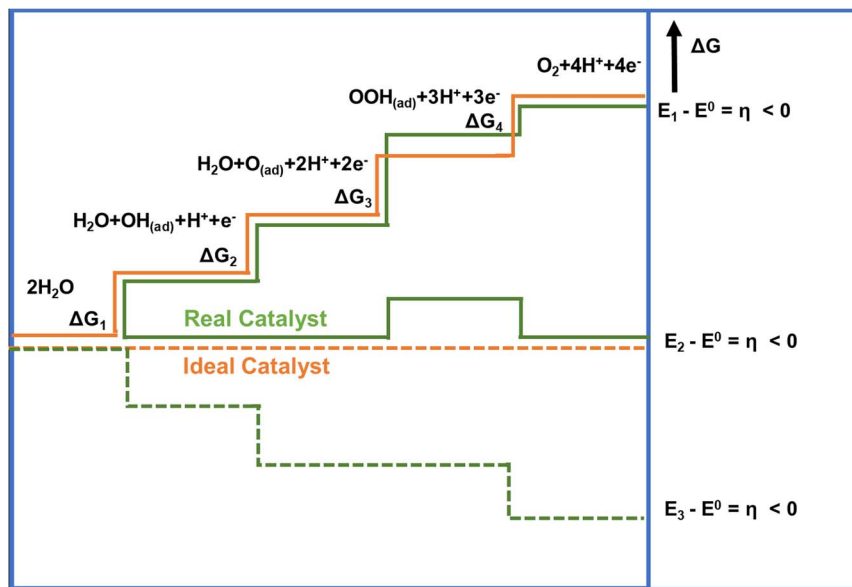 ΔG
O₂+4H⁺+4e⁻
OOH₍ad₎+3H⁺+3e⁻
E₁ - E⁰ = η < 0
ΔG₄
H₂O+O₍ad₎+2H⁺+2e⁻
ΔG₃
H₂O+OH₍ad₎+H⁺+e⁻
ΔG₂
2H₂O
ΔG₁
Real Catalyst
E₂ - E⁰ = η < 0
Ideal Catalyst
E₃ - E⁰ = η < 0